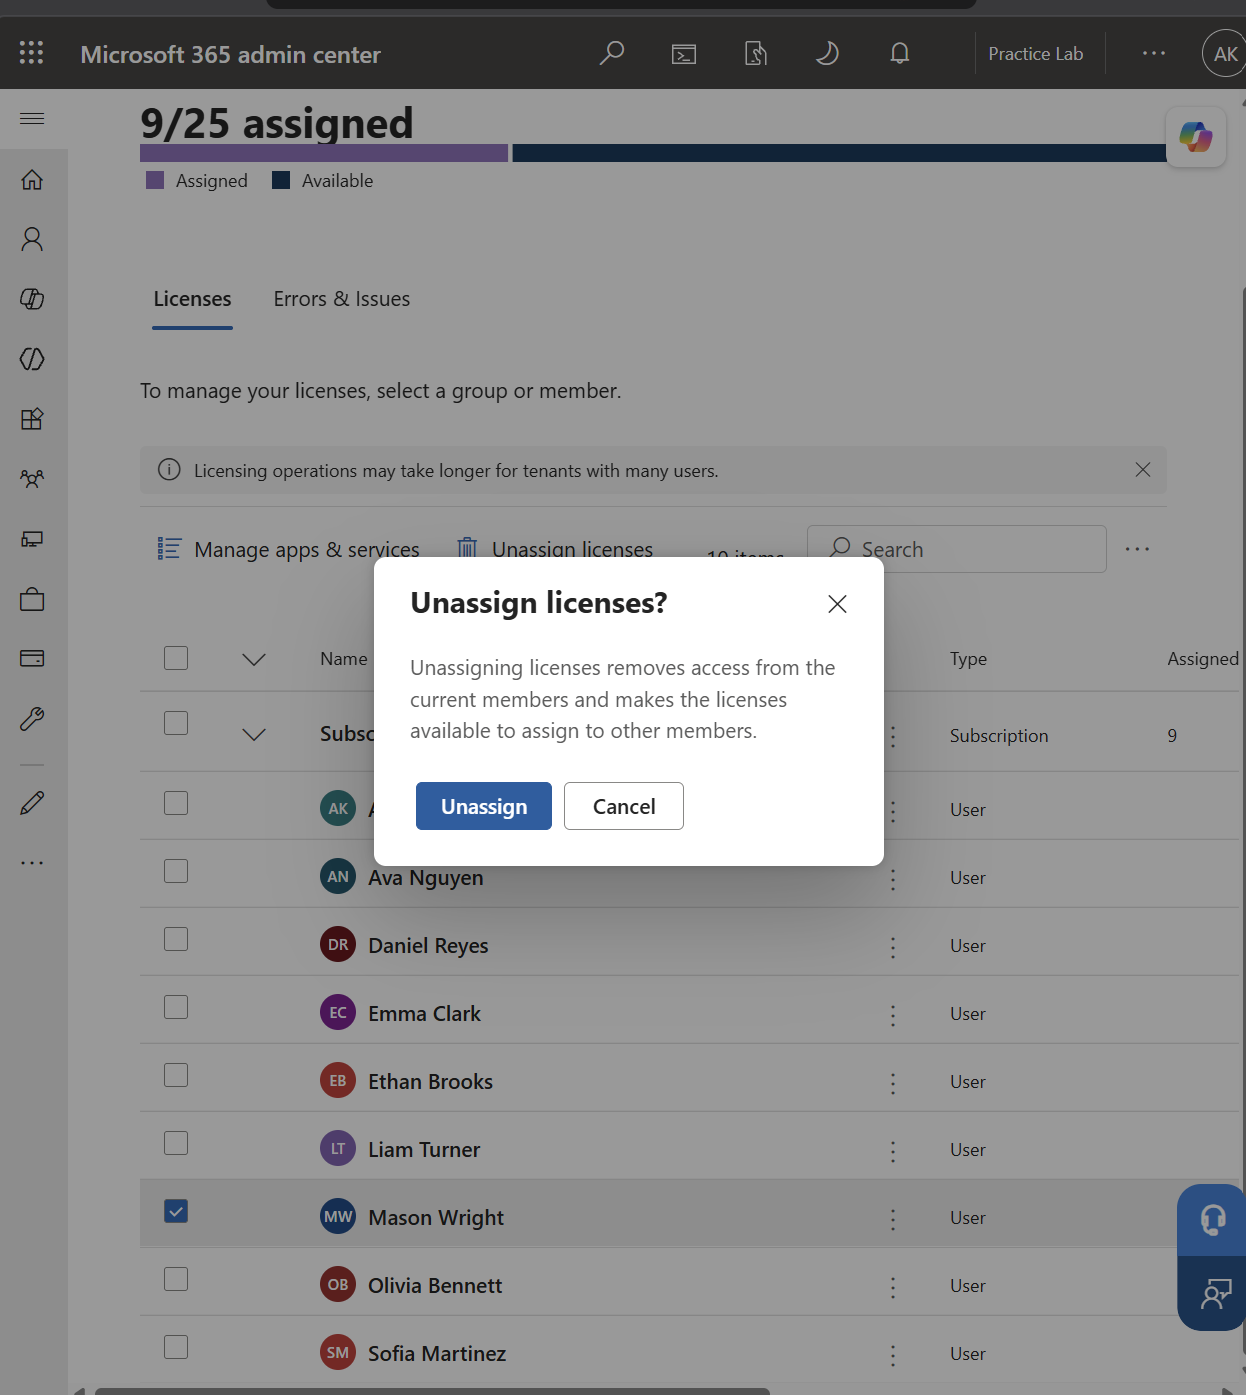 Microsoft 365 admin center
Practice Lab
AK
9/25 assigned
Assigned
Available
Licenses
Errors & Issues
To manage your licenses, select a group or member.
Licensing operations may take longer for tenants with many users.
Manage apps & services
Unassign licenses
19 items
Search
Unassign licenses?
Unassigning licenses removes access from the
current members and makes the licenses
available to assign to other members.
Unassign
Cancel
Name
Type
Assigned
Subsc
Subscription
9
AK
User
AN
Ava Nguyen
User
DR
Daniel Reyes
User
EC
Emma Clark
User
EB
Ethan Brooks
User
LT
Liam Turner
User
MW
Mason Wright
User
OB
Olivia Bennett
User
SM
Sofia Martinez
User